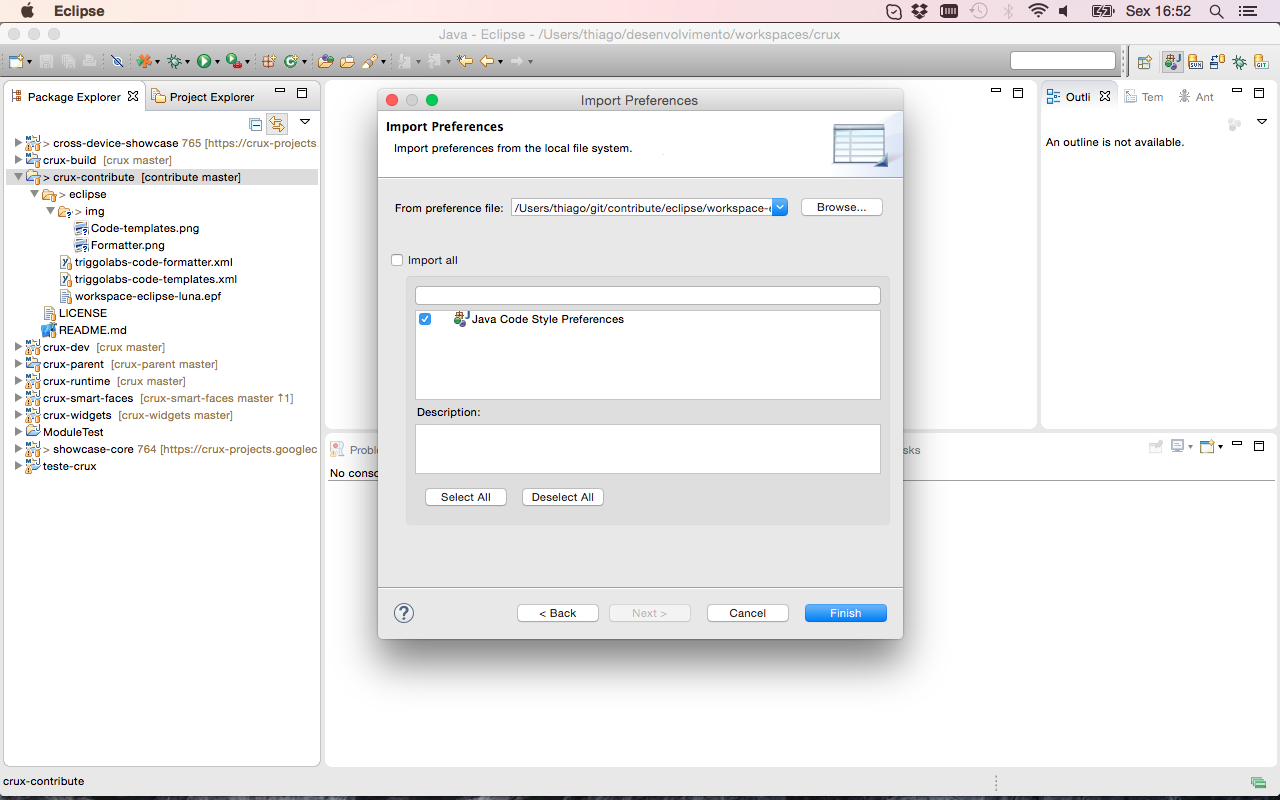 Eclipse
Sex 16:52
Java - Eclipse - /Users/thiago/desenvolvimento/workspaces/crux
Package Explorer
Project Explorer
> cross-device-showcase 765 [https://crux-projects.
crux-build [crux master]
> crux-contribute [contribute master]
> eclipse
> img
Code-templates.png
Formatter.png
triggolabs-code-formatter.xml
triggolabs-code-templates.xml
workspace-eclipse-luna.epf
LICENSE
README.md
crux-dev [crux master]
crux-parent [crux-parent master]
crux-runtime [crux master]
crux-smart-faces [crux-smart-faces master ↑1]
crux-widgets [crux-widgets master]
ModuleTest
> showcase-core 764 [https://crux-projects.googlec
teste-crux
Import Preferences
Import Preferences
Import preferences from the local file system.
From preference file:
/Users/thiago/git/contribute/eclipse/workspace-
Browse...
Import all
Java Code Style Preferences
Description:
Select All
Deselect All
?
< Back
Next >
Cancel
Finish
Outli
Tem
Ant
An outline is not available.
Proble
sks
No conso
crux-contribute